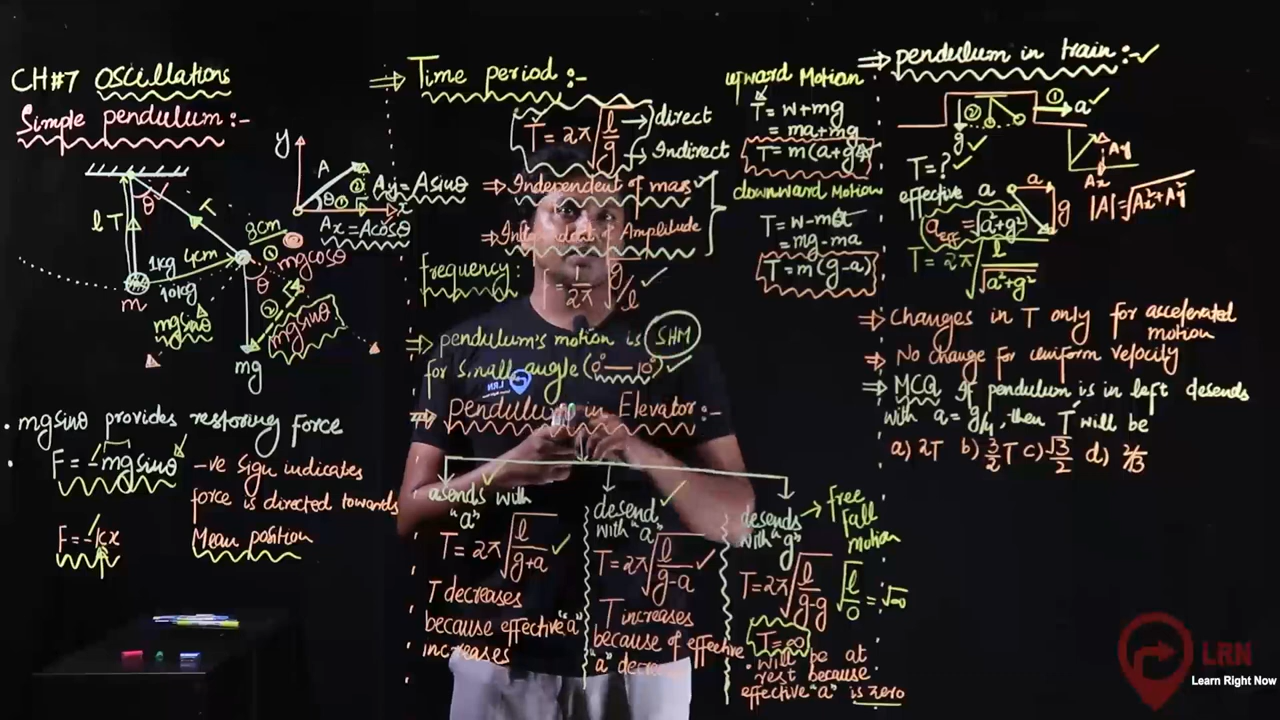 CH#7 Oscillations
Simple pendulum:-
y
A
θ
Ay=Asinθ
x
Ax=Acosθ
θ
l T
T
8cm
1kg
4cm
10kg
m
mgcosθ
θ
mgsinθ
mgsinθ
mg
. mgsinθ provides restoring force
. F=-mgsinθ
-ve sign indicates
force is directed towards
Mean position
F=-kx
⇒ Time period :-
T = 2π√l/g
direct
Indirect
⇒ Independent of mass
⇒ Independent of Amplitude
frequency:
f = 1/2π √g/l
⇒ pendulum's motion is SHM
for small angle (0°—10°)
⇒ pendulum in Elevator:-
asends with
"a"
T = 2π√l/g+a
T decreases
because effective "a"
increases
desend
with "a"
T = 2π√l/g-a
T increases
because of effective
"a"
desends
with "g"
free
fall
motion
T=2π√l/g-g
√l/0 = √∞
T=∞
. will be at
rest because
effective "a" is zero
upward Motion
T = w+mg
= ma+mg
T = m(a+g)
downward Motion
T = w-ma
= mg-ma
T = m(g-a)
⇒ pendulum in train:-
①
a
②
g
T=?
Ay
Ax
effective a
a
g
|A|=√Ax²+Ay²
aeff=√a²+g²
T = 2π√l/√a²+g²
⇒ Changes in T only for accelerated
motion
⇒ No change for uniform velocity
⇒ MCQ If pendulum is in left desends
with a = g/4, then T will be
a) 2T b) 3/2 T c) √3/2 d) 2/√3
LRN
LRN
Learn Right Now